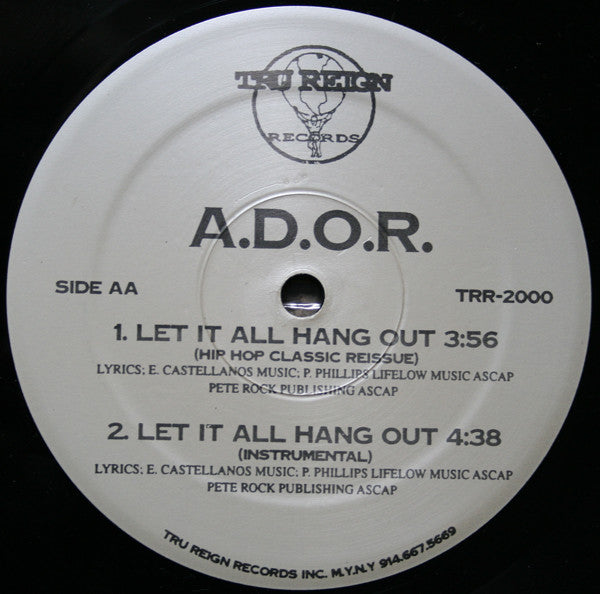 TRU REIGN
RECORDS
A.D.O.R.
SIDE AA
TRR-2000
1. LET IT ALL HANG OUT 3:56
(HIP HOP CLASSIC REISSUE)
LYRICS; E. CASTELLANOS MUSIC; P. PHILLIPS LIFELOW MUSIC ASCAP
PETE ROCK PUBLISHING ASCAP
2. LET IT ALL HANG OUT 4:38
(INSTRUMENTAL)
LYRICS; E. CASTELLANOS MUSIC; P. PHILLIPS LIFELOW MUSIC ASCAP
PETE ROCK PUBLISHING ASCAP
TRU REIGN RECORDS INC. M.Y.N.Y 914.667.5669